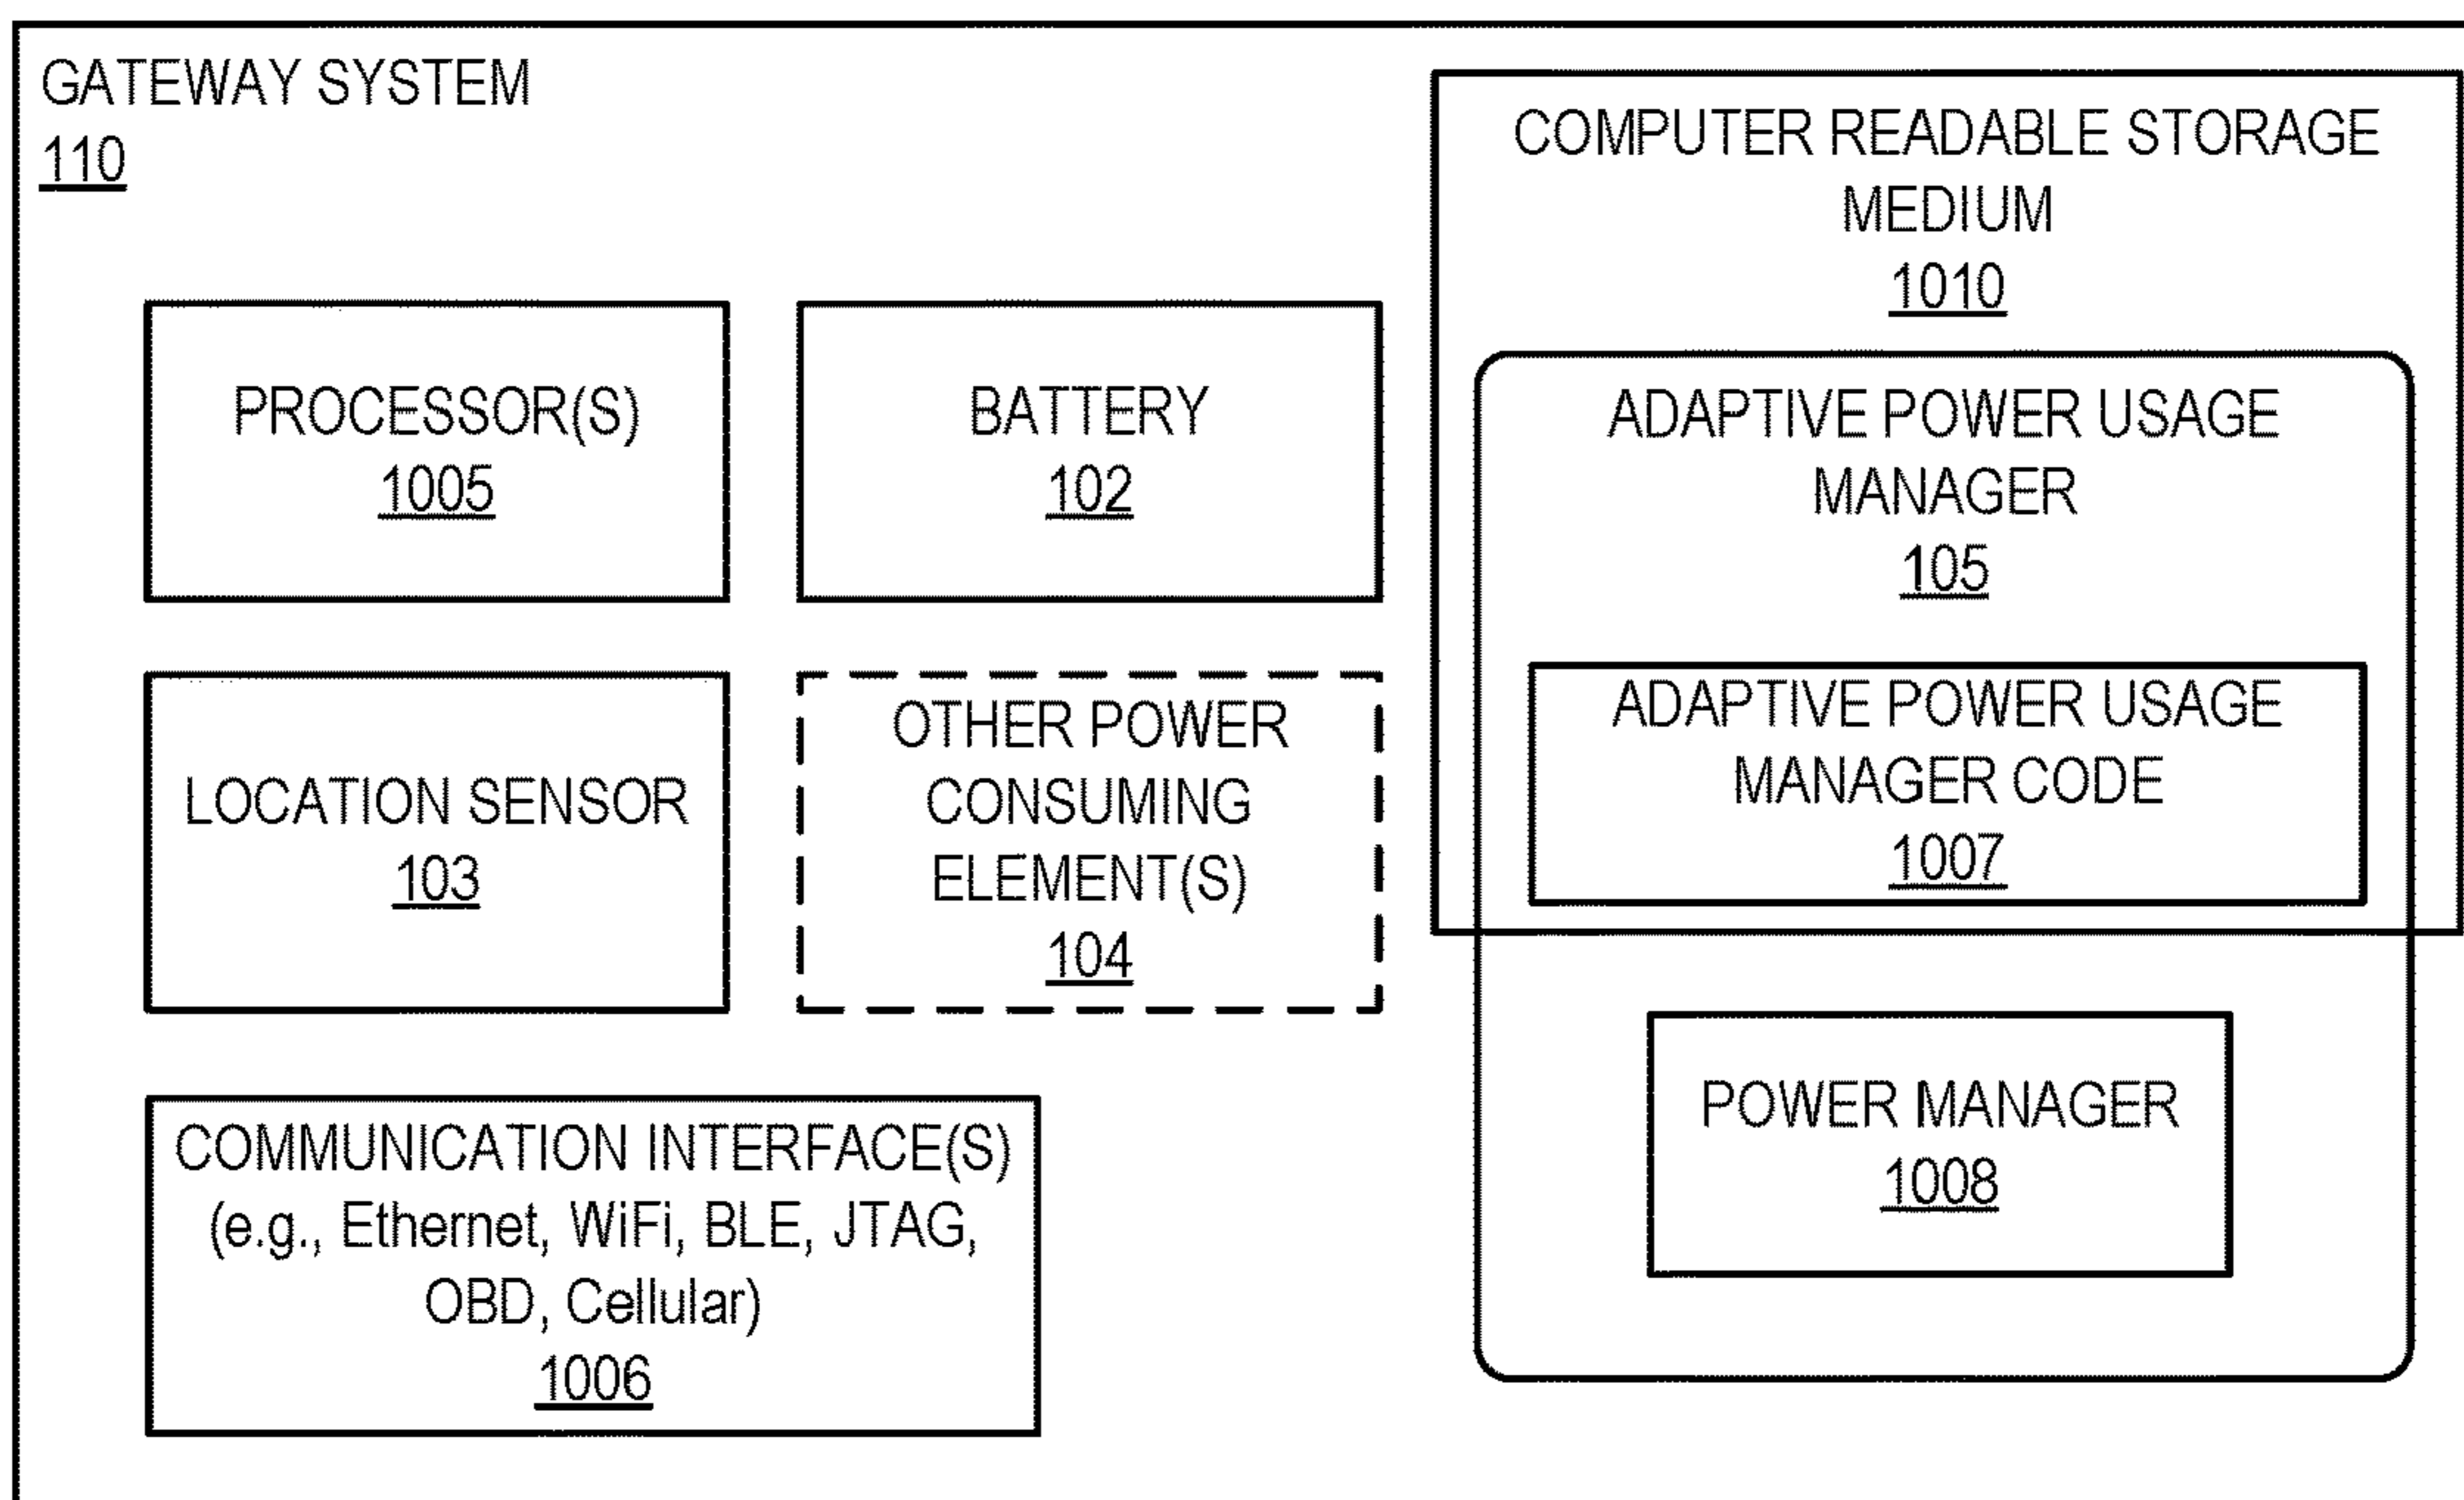 GATEWAY SYSTEM
110
PROCESSOR(S)
1005
BATTERY
102
LOCATION SENSOR
103
OTHER POWER
CONSUMING
ELEMENT(S)
104
COMMUNICATION INTERFACE(S)
(e.g., Ethernet, WiFi, BLE, JTAG,
OBD, Cellular)
1006
COMPUTER READABLE STORAGE
MEDIUM
1010
ADAPTIVE POWER USAGE
MANAGER
105
ADAPTIVE POWER USAGE
MANAGER CODE
1007
POWER MANAGER
1008